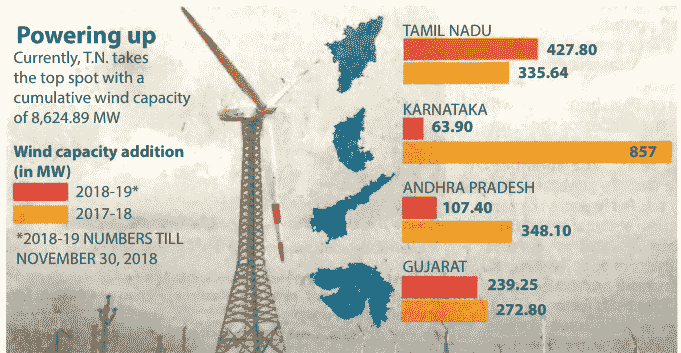 Powering up
Currently, T.N. takes
the top spot with a
cumulative wind capacity
of 8,624.89 MW
Wind capacity addition
(in MW)
2018-19*
2017-18
*2018-19 NUMBERS TILL
NOVEMBER 30, 2018
TAMIL NADU
427.80
335.64
KARNATAKA
63.90
857
ANDHRA PRADESH
107.40
348.10
GUJARAT
239.25
272.80